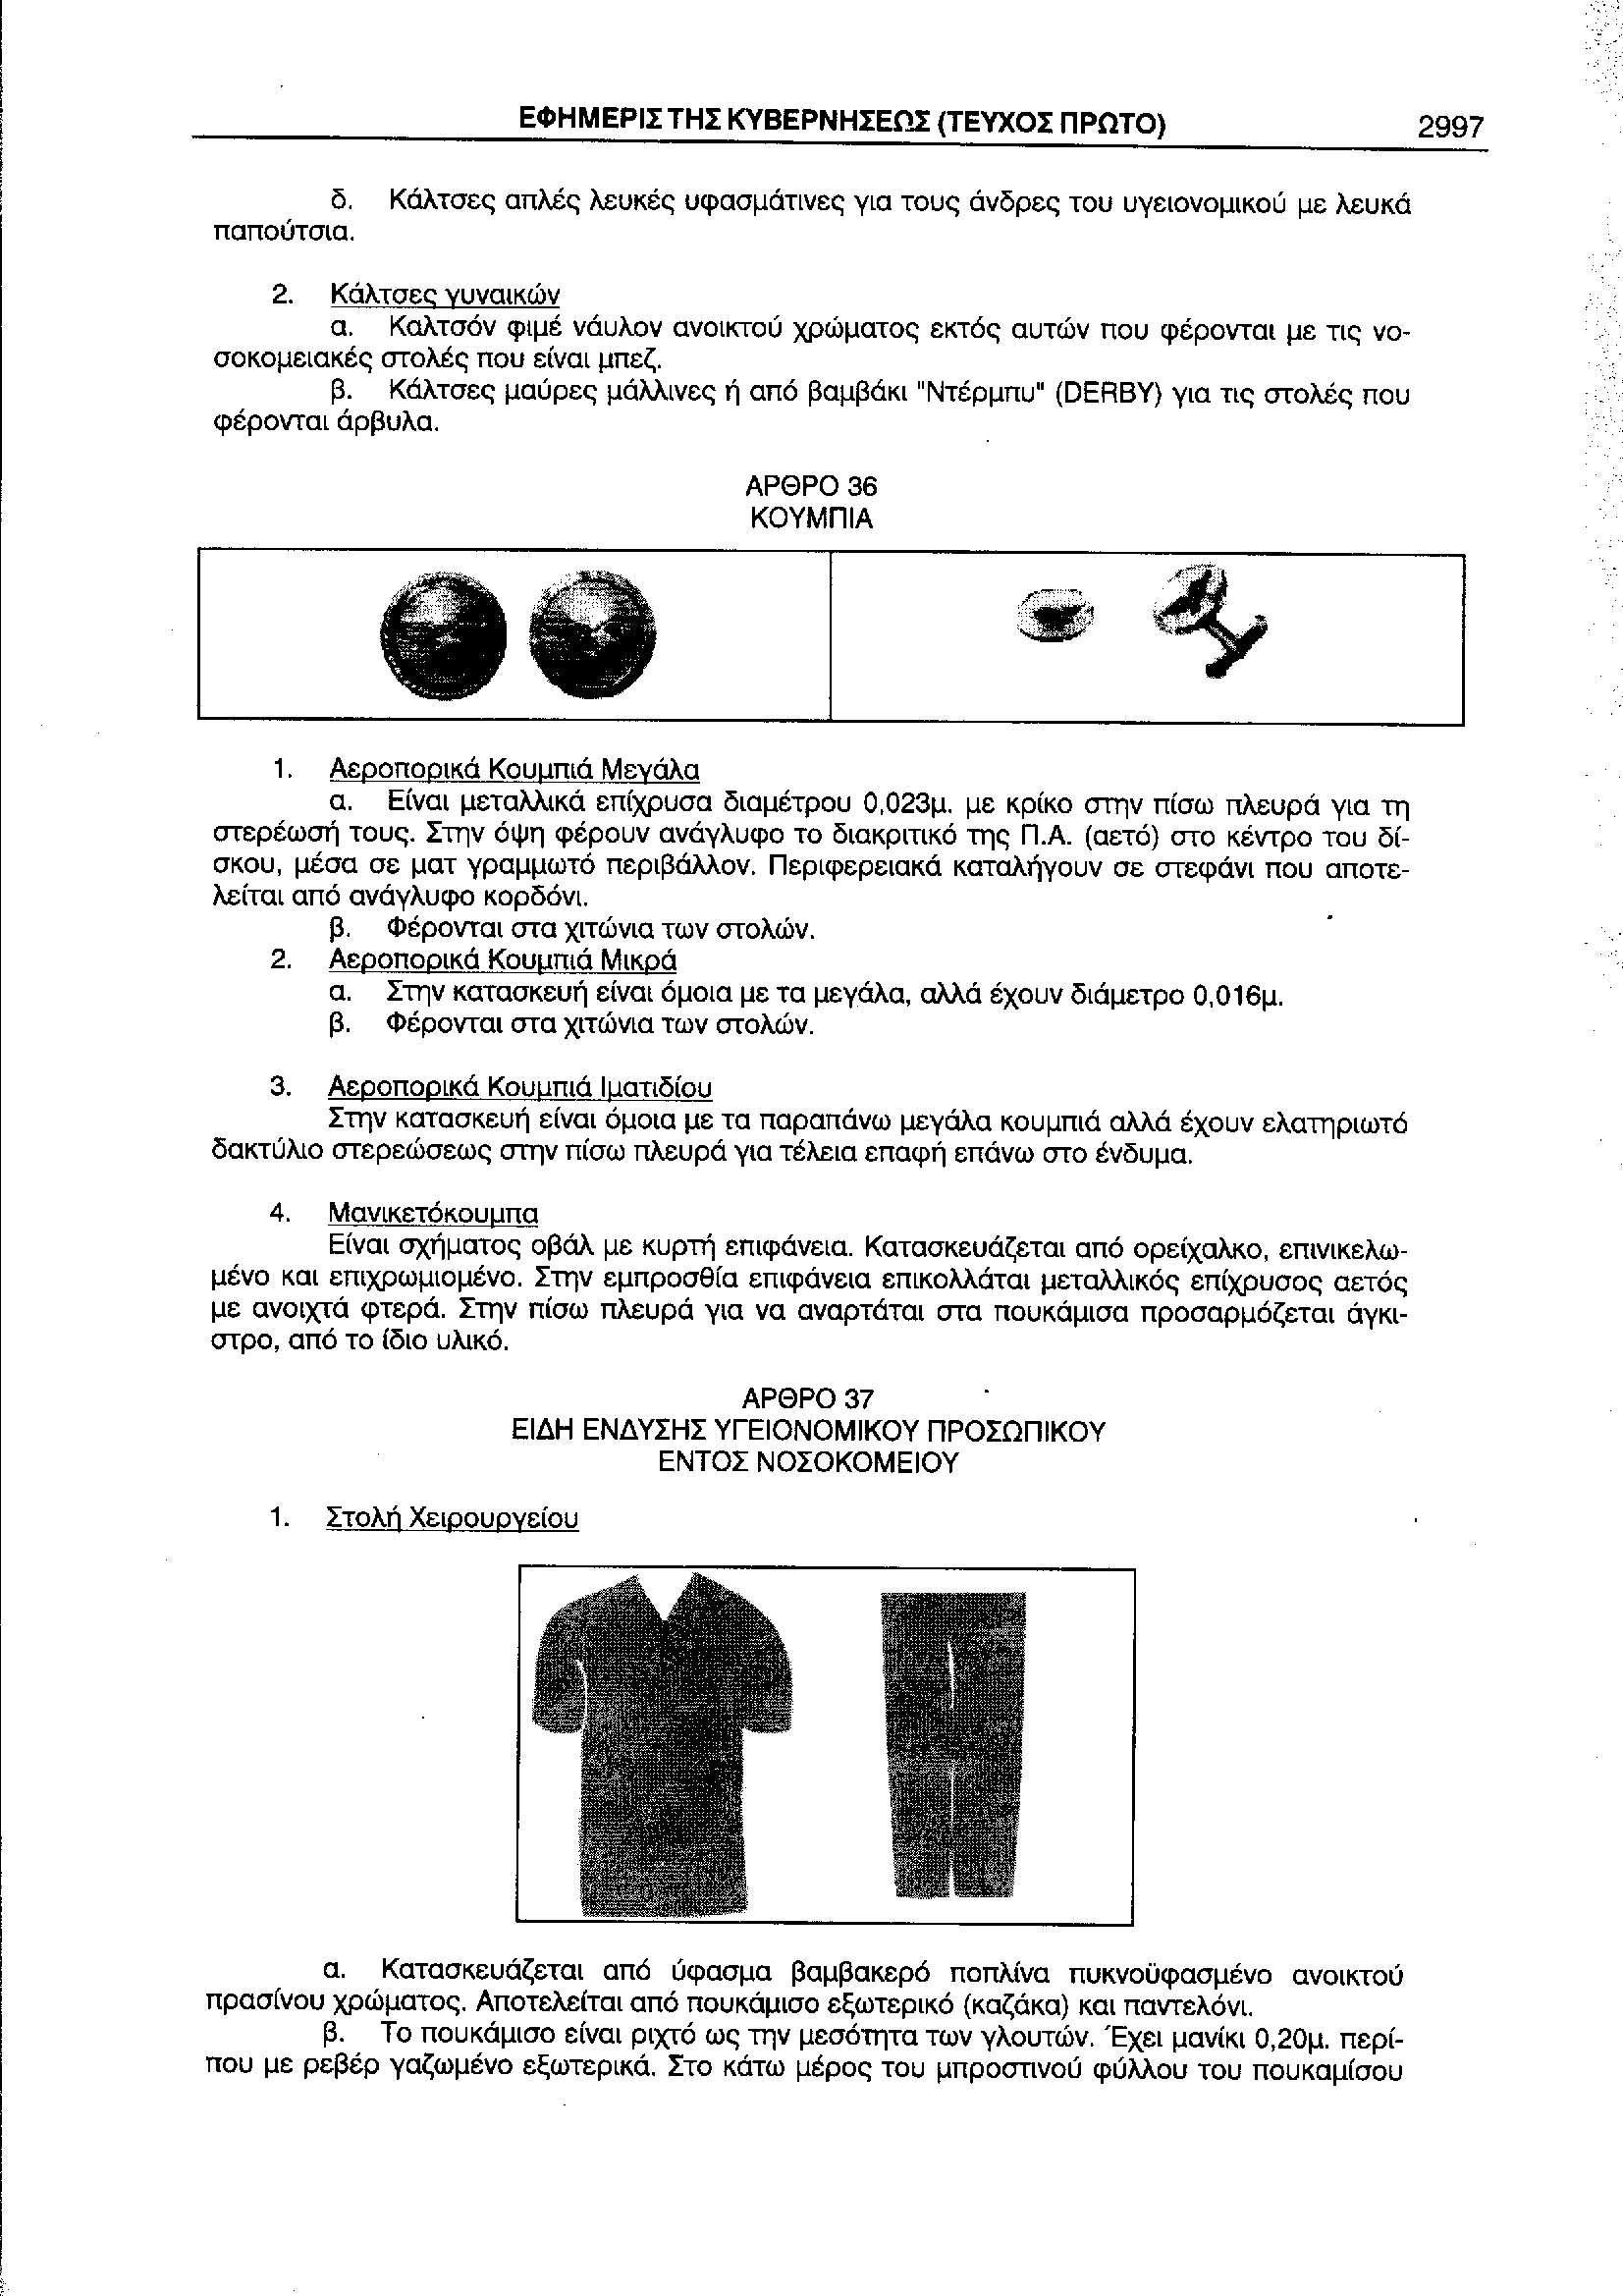 ΕΦΗΜΕΡΙΣ ΤΗΣ ΚΥΒΕΡΝΗΣΕΩΣ (ΤΕΥΧΟΣ ΠΡΩΤΟ) 2997
δ. Κάλτσες απλές λευκές υφασμάτινες για τους άνδρες του υγειονομικού με λευκά
παπούτσια.
2. Κάλτσες γυναικών
α. Καλτσόν φιμέ νάυλον ανοικτού χρώματος εκτός αυτών που φέρονται με τις νο-
σοκομειακές στολές που είναι μπεζ.
β. Κάλτσες μαύρες μάλλινες ή από βαμβάκι "Ντέρμπυ" (DERBY) για τις στολές που
φέρονται άρβυλα.
ΑΡΘΡΟ 36
ΚΟΥΜΠΙΑ
1. Αεροπορικά Κουμπιά Μεγάλα
α. Είναι μεταλλικά επίχρυσα διαμέτρου 0,023μ. με κρίκο στην πίσω πλευρά για τη
στερέωσή τους. Στην όψη φέρουν ανάγλυφο το διακριτικό της Π.Α. (αετό) στο κέντρο του δί-
σκου, μέσα σε ματ γραμμωτό περιβάλλον. Περιφερειακά καταλήγουν σε στεφάνι που αποτε-
λείται από ανάγλυφο κορδόνι.
β. Φέρονται στα χιτώνια των στολών.
2. Αεροπορικά Κουμπιά Μικρά
α. Στην κατασκευή είναι όμοια με τα μεγάλα, αλλά έχουν διάμετρο 0,016μ.
β. Φέρονται στα χιτώνια των στολών.
3. Αεροπορικά Κουμπιά Ιματιδίου
Στην κατασκευή είναι όμοια με τα παραπάνω μεγάλα κουμπιά αλλά έχουν ελατηριωτό
δακτύλιο στερεώσεως στην πίσω πλευρά για τέλεια επαφή επάνω στο ένδυμα.
4. Μανικετόκουμπα
Είναι σχήματος οβάλ με κυρτή επιφάνεια. Κατασκευάζεται από ορείχαλκο, επινικελω-
μένο και επιχρωμιομένο. Στην εμπροσθία επιφάνεια επικολλάται μεταλλικός επίχρυσος αετός
με ανοιχτά φτερά. Στην πίσω πλευρά για να αναρτάται στα πουκάμισα προσαρμόζεται άγκι-
στρο, από το ίδιο υλικό.
ΑΡΘΡΟ 37
ΕΙΔΗ ΕΝΔΥΣΗΣ ΥΓΕΙΟΝΟΜΙΚΟΥ ΠΡΟΣΩΠΙΚΟΥ
ΕΝΤΟΣ ΝΟΣΟΚΟΜΕΙΟΥ
1. Στολή Χειρουργείου
α. Κατασκευάζεται από ύφασμα βαμβακερό ποπλίνα πυκνοϋφασμένο ανοικτού
πρασίνου χρώματος. Αποτελείται από πουκάμισο εξωτερικό (καζάκα) και παντελόνι.
β. Το πουκάμισο είναι ριχτό ως την μεσότητα των γλουτών. Έχει μανίκι 0,20μ. περί-
που με ρεβέρ γαζωμένο εξωτερικά. Στο κάτω μέρος του μπροστινού φύλλου του πουκαμίσου